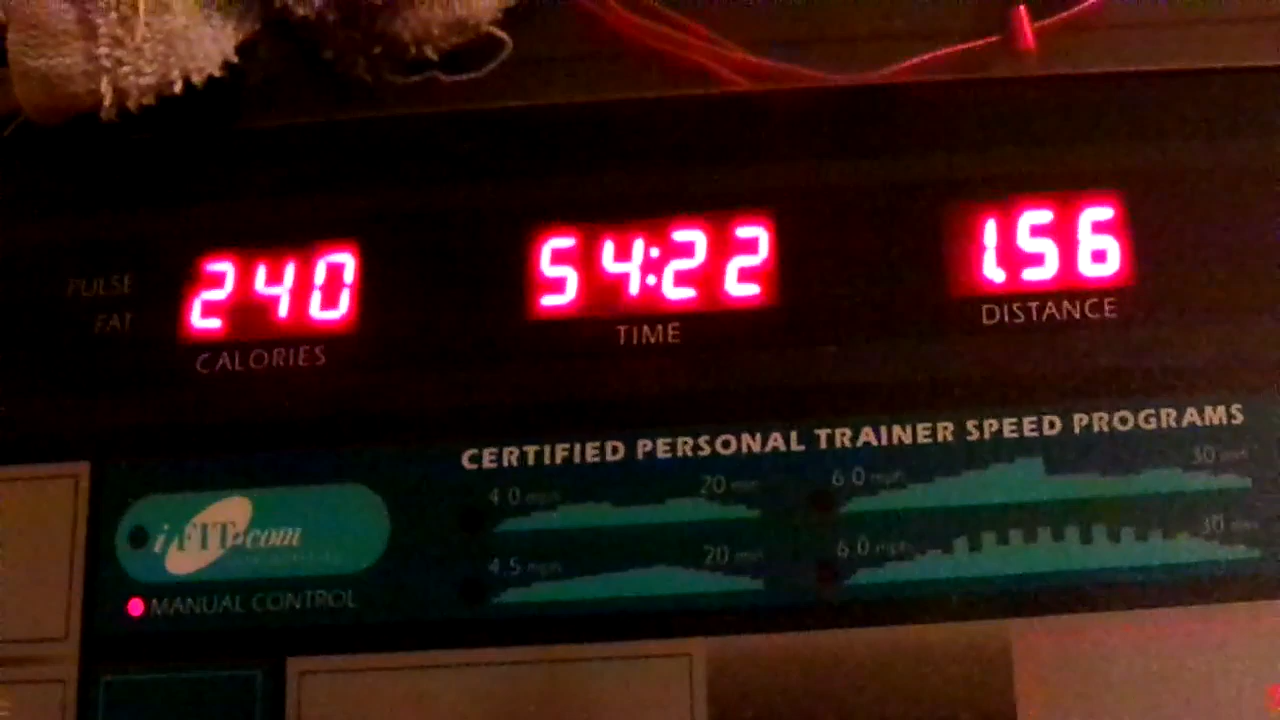 PULSE
FAT
240
CALORIES
54:22
TIME
1.56
DISTANCE
CERTIFIED PERSONAL TRAINER SPEED PROGRAMS
4.0 mph 20 min
6.0 mph 30 min
4.5 mph 20 min
6.0 mph 30 min
iFIT.com
MANUAL CONTROL